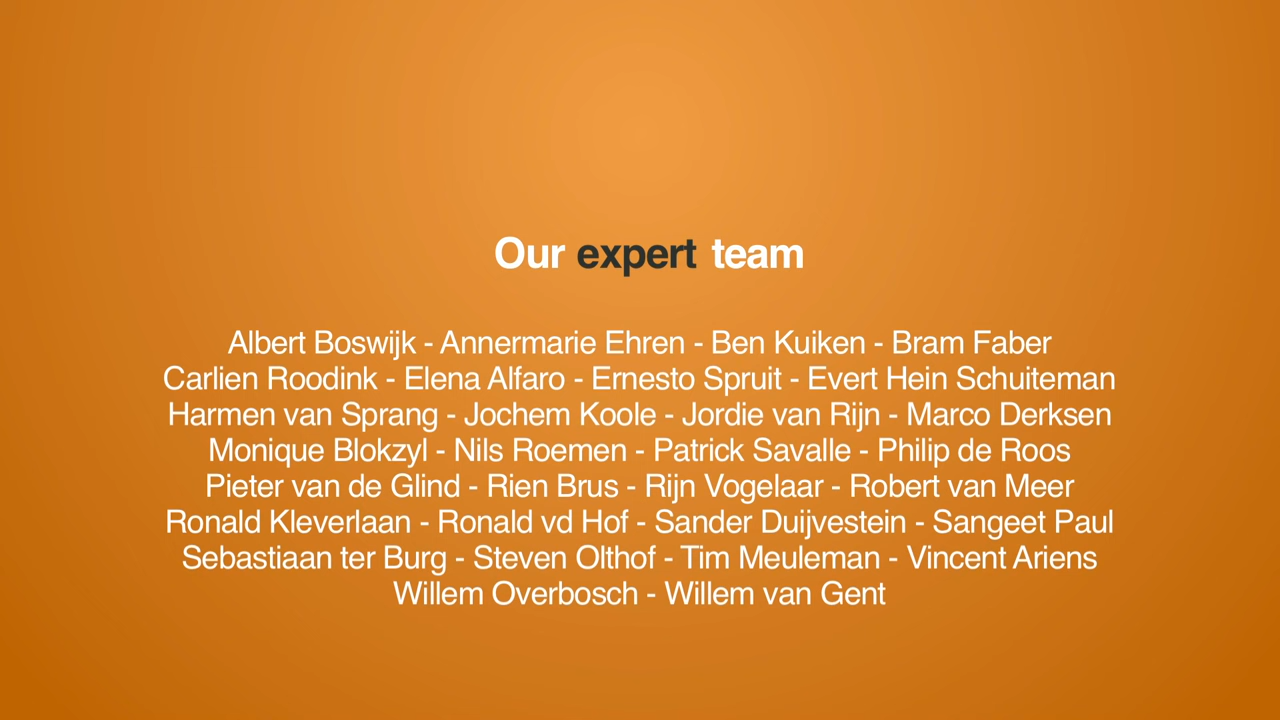 Our expert team
Albert Boswijk - Annermarie Ehren - Ben Kuiken - Bram Faber
Carlien Roodink - Elena Alfaro - Ernesto Spruit - Evert Hein Schuiteman
Harmen van Sprang - Jochem Koole - Jordie van Rijn - Marco Derksen
Monique Blokzyl - Nils Roemen - Patrick Savalle - Philip de Roos
Pieter van de Glind - Rien Brus - Rijn Vogelaar - Robert van Meer
Ronald Kleverlaan - Ronald vd Hof - Sander Duijvestein - Sangeet Paul
Sebastiaan ter Burg - Steven Olthof - Tim Meuleman - Vincent Ariens
Willem Overbosch - Willem van Gent